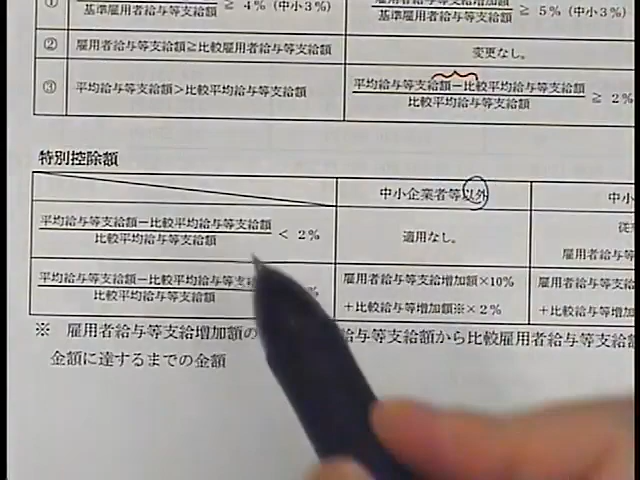 ① 基準雇用者給与等支給額 ≧ 4%（中小3%） 雇用者給与等支給増加額 基準雇用者給与等支給額 ≧ 5%（中小3%）
② 雇用者給与等支給額≧比較雇用者給与等支給額 変更なし。
③ 平均給与等支給額>比較平均給与等支給額 平均給与等支給額－比較平均給与等支給額 比較平均給与等支給額 ≧ 2%
特別控除額
中小企業者等以外 中小
平均給与等支給額－比較平均給与等支給額 比較平均給与等支給額 < 2% 適用なし。 従 雇用者給与等
平均給与等支給額－比較平均給与等支 比較平均給与等支給額 % 雇用者給与等支給増加額×10% 雇用者給与等支
＋比較給与等増加額※×2% ＋比較給与等増加
※ 雇用者給与等支給増加額の 給与等支給額から比較雇用者給与等支給
金額に達するまでの金額